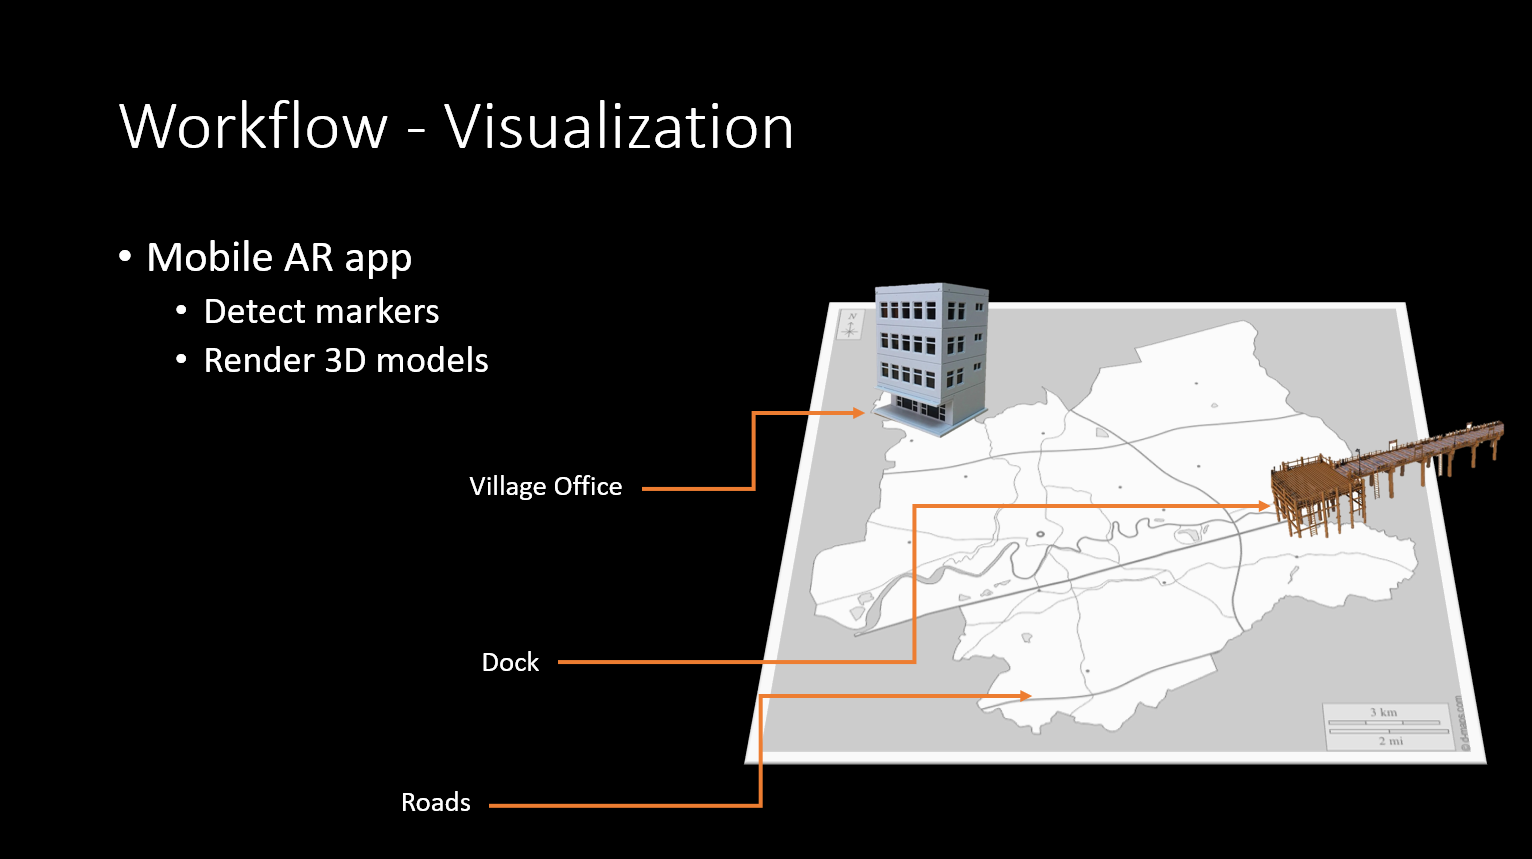 Workflow - Visualization
• Mobile AR app
• Detect markers
• Render 3D models
N
Village Office
Dock
Roads
3 km
2 mi
© d-maps.com